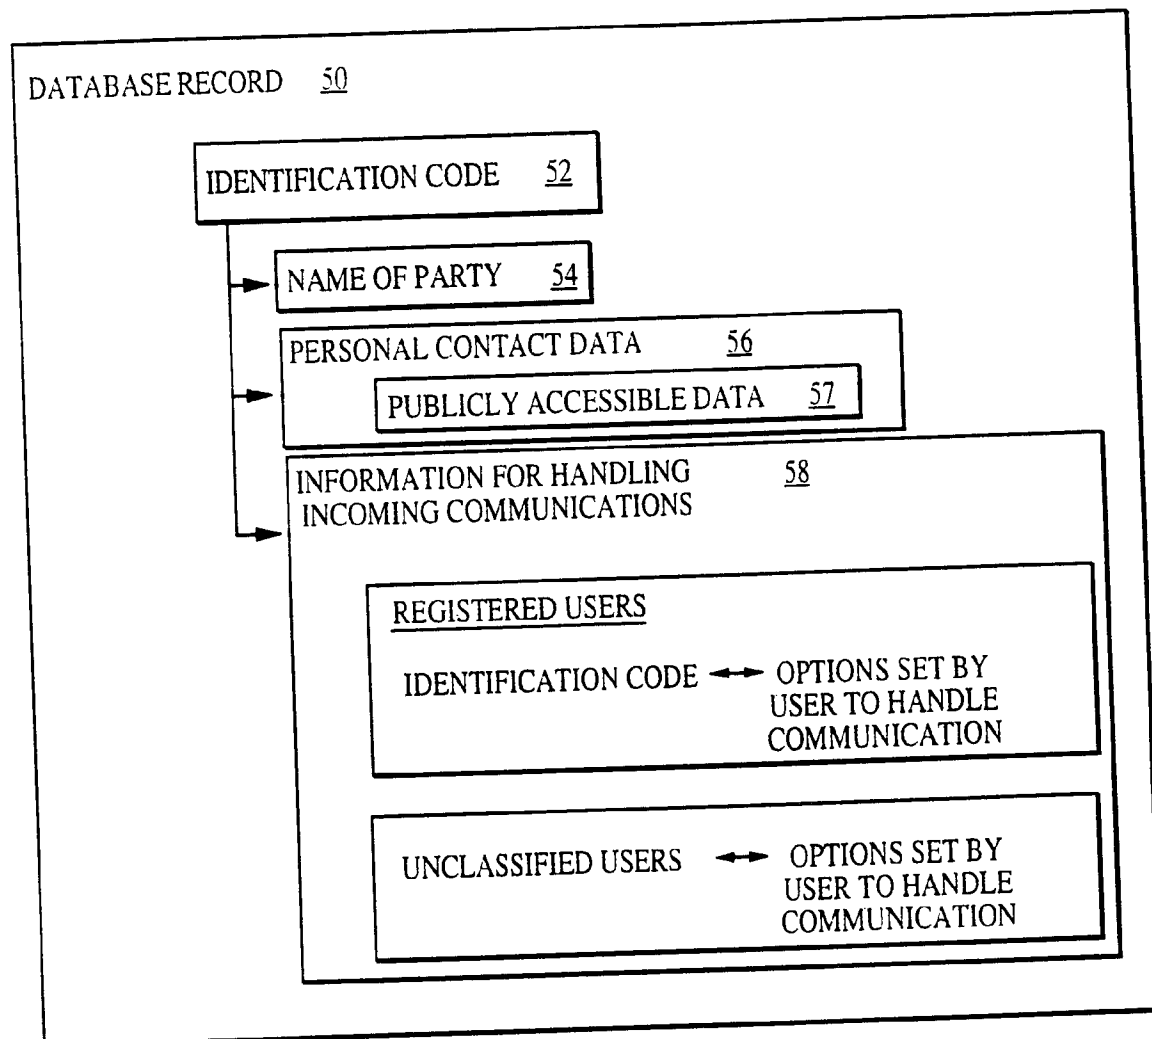 DATABASE RECORD 50
IDENTIFICATION CODE 52
NAME OF PARTY 54
PERSONAL CONTACT DATA 56
PUBLICLY ACCESSIBLE DATA 57
INFORMATION FOR HANDLING 58
INCOMING COMMUNICATIONS
REGISTERED USERS
IDENTIFICATION CODE ↔ OPTIONS SET BY
USER TO HANDLE
COMMUNICATION
UNCLASSIFIED USERS ↔ OPTIONS SET BY
USER TO HANDLE
COMMUNICATION